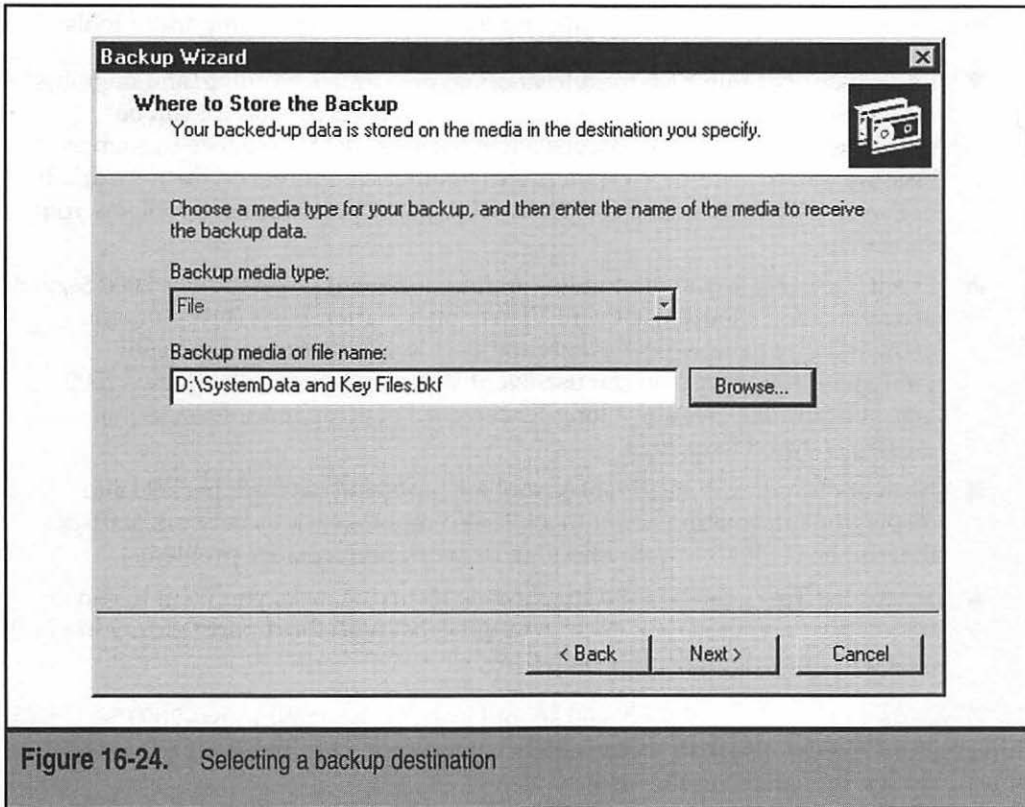 Backup Wizard
Where to Store the Backup
Your backed-up data is stored on the media in the destination you specify.
Choose a media type for your backup, and then enter the name of the media to receive
the backup data.
Backup media type:
File
Backup media or file name:
D:\SystemData and Key Files.bkf
Browse...
< Back
Next >
Cancel
Figure 16-24. Selecting a backup destination